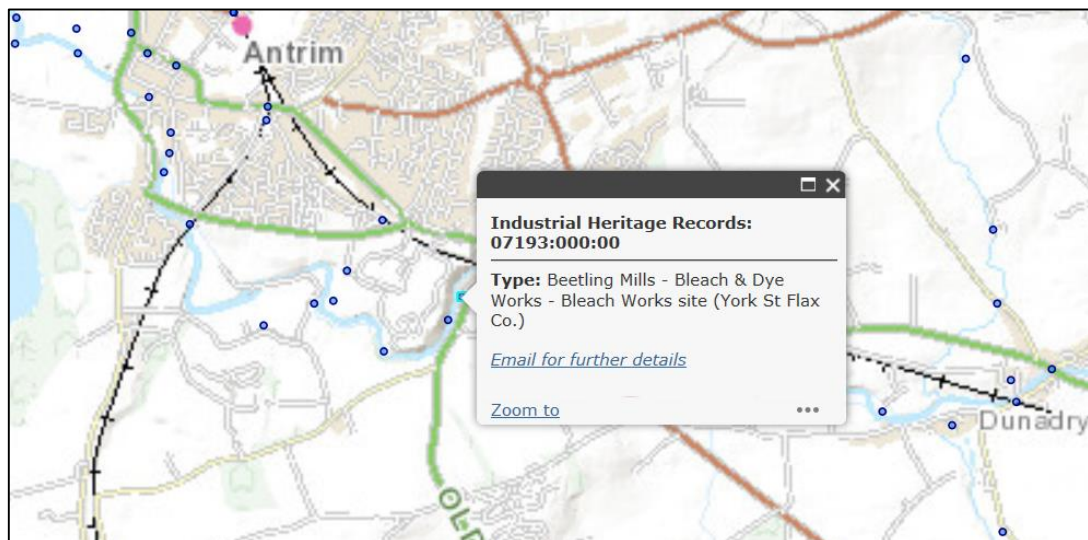 Antrim
Industrial Heritage Records:
07193:000:00
Type: Beetling Mills - Bleach & Dye
Works - Bleach Works site (York St Flax
Co.)
Email for further details
Zoom to
Dunadry
OLD